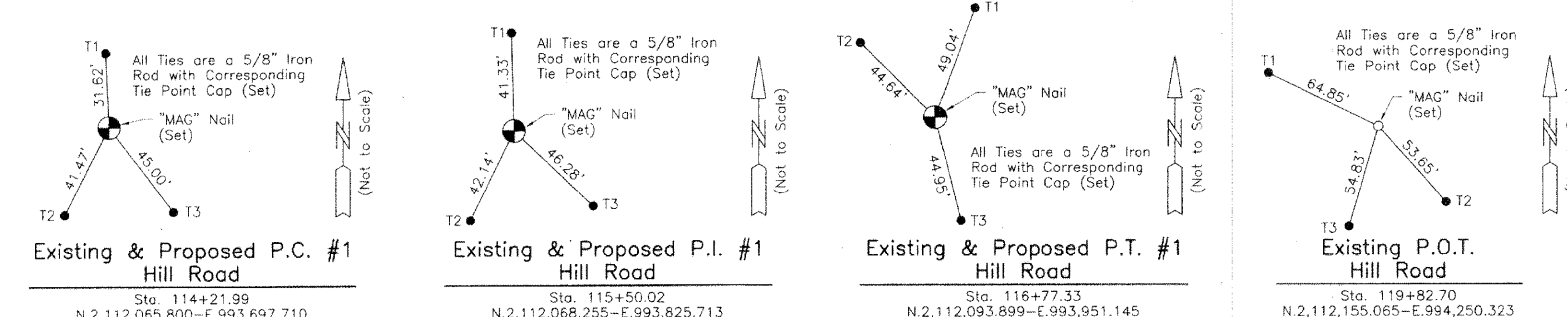 T1
31.62'
All Ties are a 5/8" Iron
Rod with Corresponding
Tie Point Cap (Set)
"MAG" Nail
(Set)
41.47'
45.00'
T2
T3
N
(Not to Scale)
Existing & Proposed P.C. #1
Hill Road
Sta. 114+21.99
N.2,112,065.800–E.993,697.710
T1
41.33'
All Ties are a 5/8" Iron
Rod with Corresponding
Tie Point Cap (Set)
"MAG" Nail
(Set)
42.14'
46.28'
T2
T3
N
(Not to Scale)
Existing & Proposed P.I. #1
Hill Road
Sta. 115+50.02
N.2,112,068.255–E.993,825.713
T1
T2
49.04'
44.64'
"MAG" Nail
(Set)
All Ties are a 5/8" Iron
Rod with Corresponding
Tie Point Cap (Set)
44.95'
T3
N
(Not to Scale)
Existing & Proposed P.T. #1
Hill Road
Sta. 116+77.33
N.2,112,093.899–E.993,951.145
All Ties are a 5/8" Iron
Rod with Corresponding
Tie Point Cap (Set)
T1
64.85'
"MAG" Nail
(Set)
54.83'
53.65'
T2
T3
N
Existing P.O.T.
Hill Road
Sta. 119+82.70
N.2,112,155.065–E.994,250.323